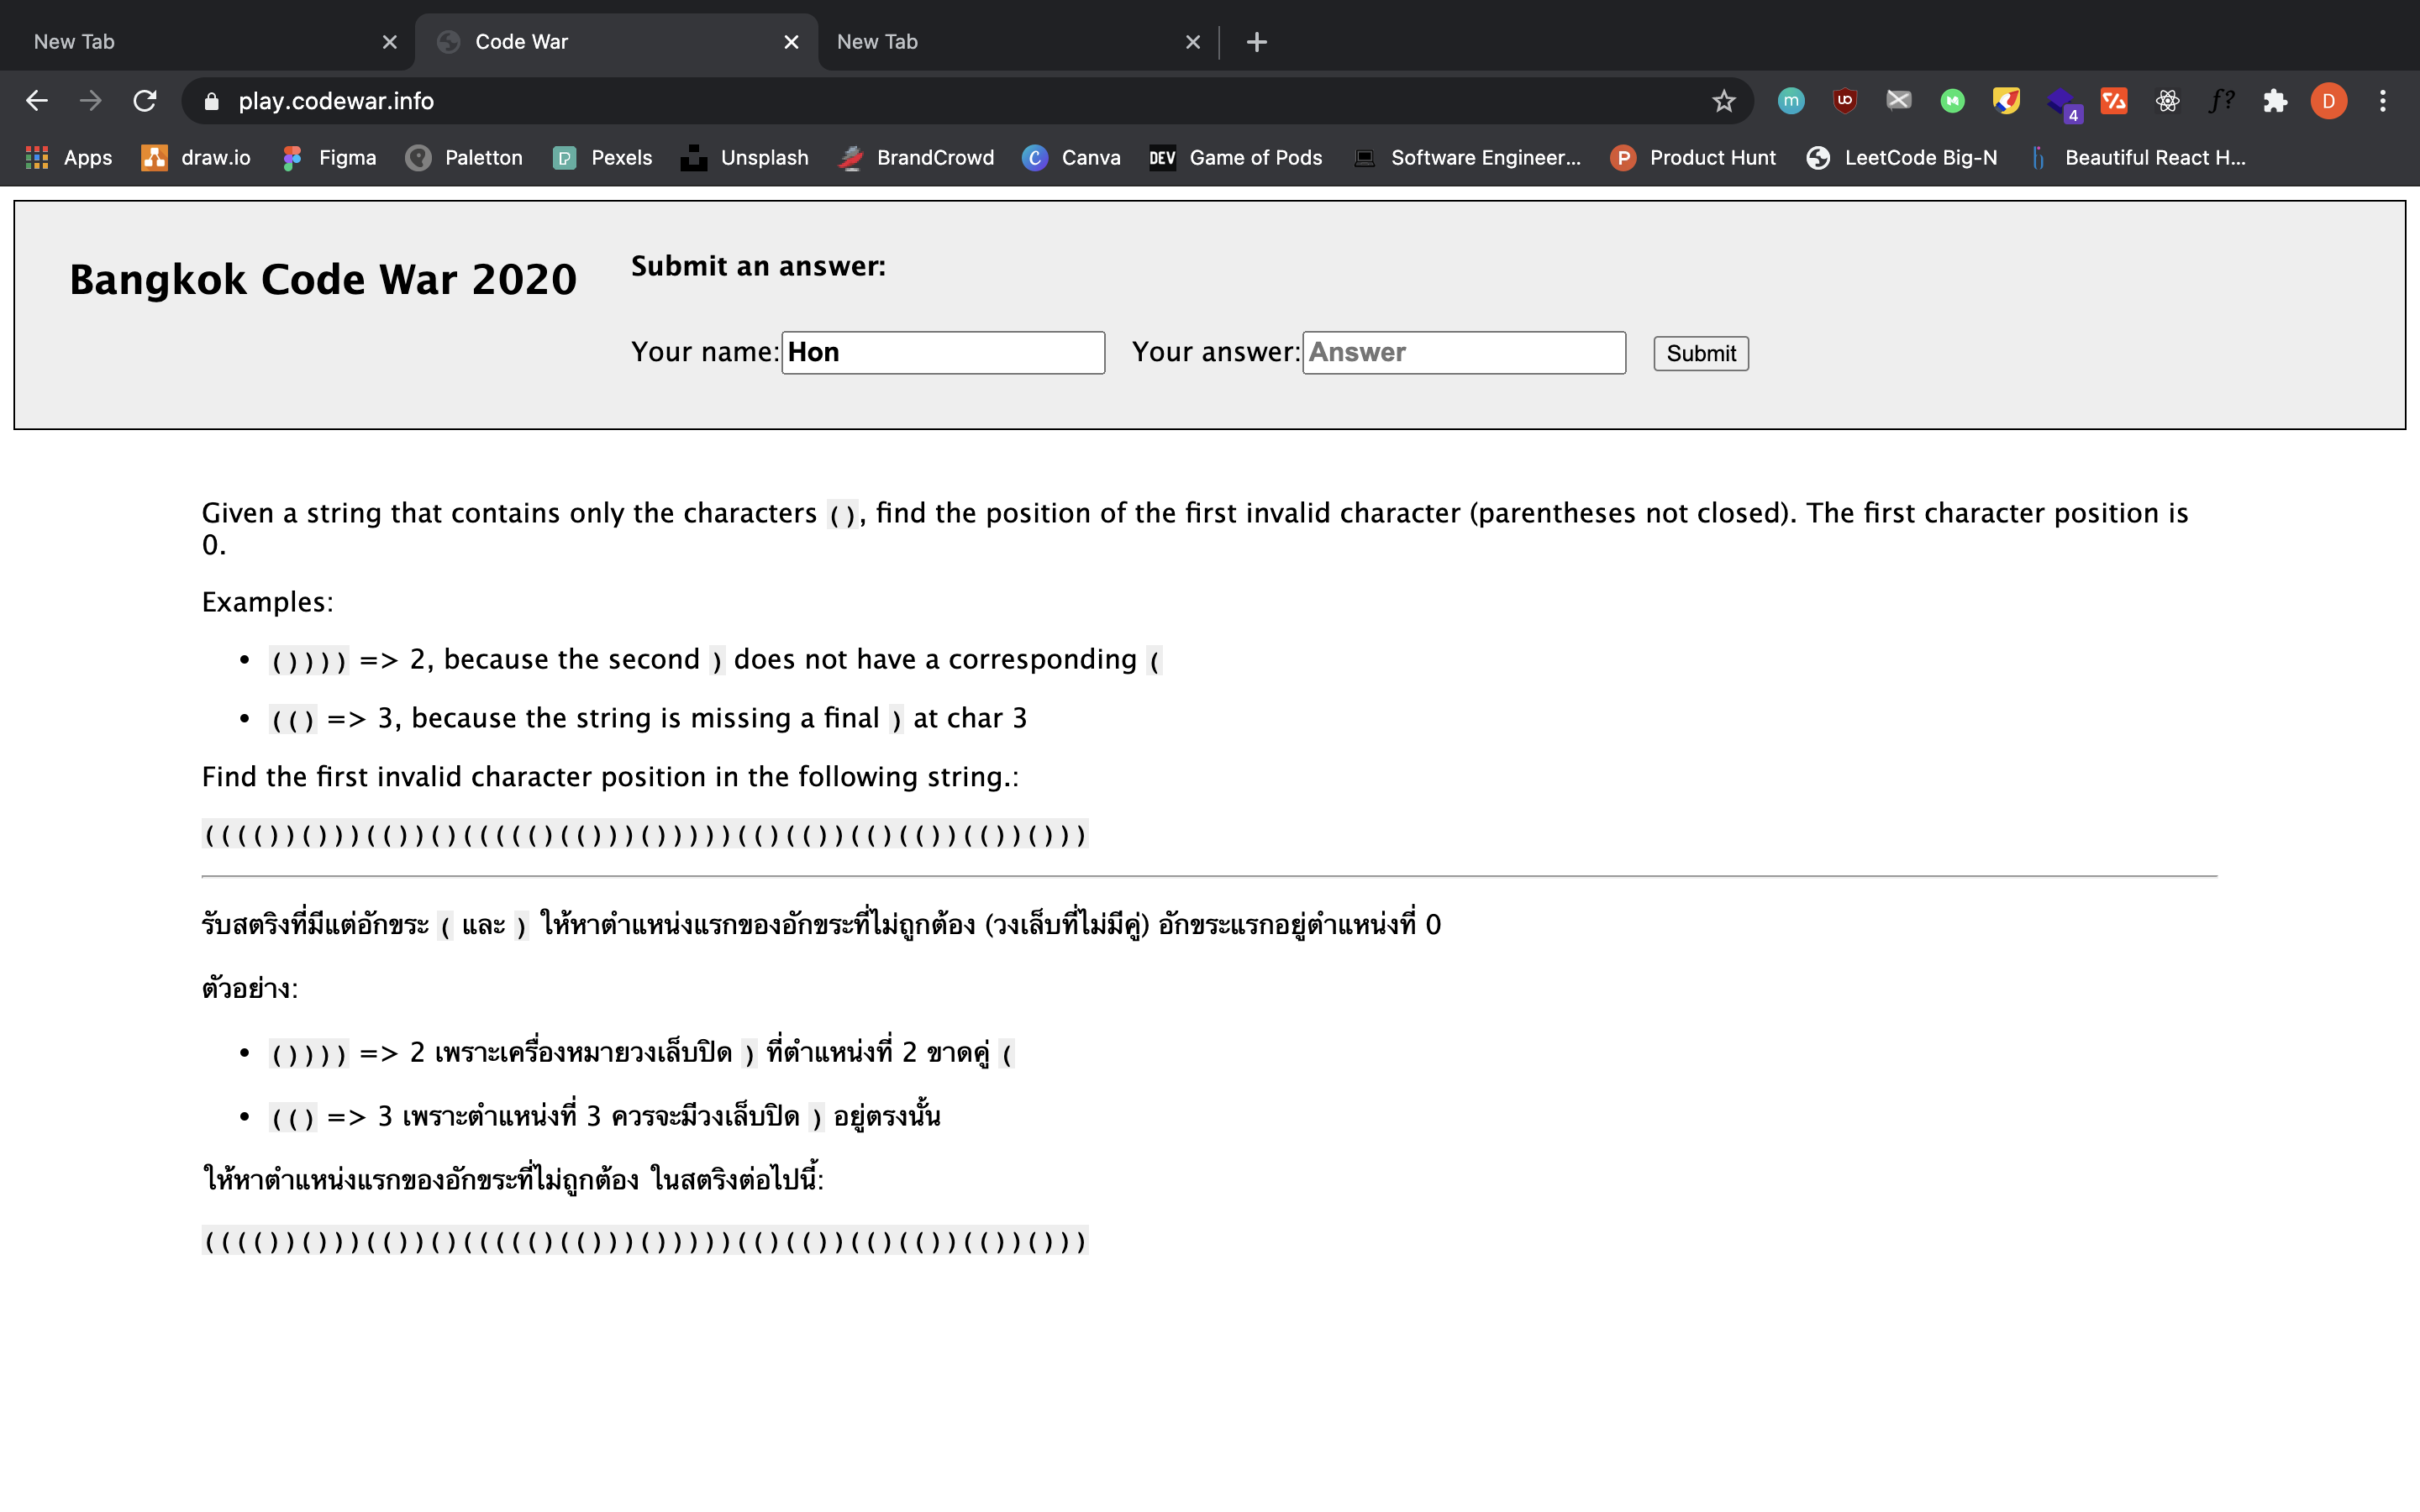 New Tab
Code War
New Tab
play.codewar.info
m
UD
4
f?
D
Apps
draw.io
Figma
Paletton
Pexels
Unsplash
BrandCrowd
Canva
DEV Game of Pods
Software Engineer...
Product Hunt
LeetCode Big-N
Beautiful React H...
Bangkok Code War 2020
Submit an answer:
Your name: Hon Your answer: Answer Submit
Given a string that contains only the characters (), find the position of the first invalid character (parentheses not closed). The first character position is
0.
Examples:
• ()))) => 2, because the second ) does not have a corresponding (
• (() => 3, because the string is missing a final ) at char 3
Find the first invalid character position in the following string.:
(((())()))(())()((((()(()))()))))(()(())(()(())(())()))
รับสตริงที่มีแต่อักขระ ( และ ) ให้หาตำแหน่งแรกของอักขระที่ไม่ถูกต้อง (วงเล็บที่ไม่มีคู่) อักขระแรกอยู่ตำแหน่งที่ 0
ตัวอย่าง:
• ()))) => 2 เพราะเครื่องหมายวงเล็บปิด ) ที่ตำแหน่งที่ 2 ขาดคู่ (
• (() => 3 เพราะตำแหน่งที่ 3 ควรจะมีวงเล็บปิด ) อยู่ตรงนั้น
ให้หาตำแหน่งแรกของอักขระที่ไม่ถูกต้อง ในสตริงต่อไปนี้:
(((())()))(())()((((()(()))()))))(()(())(()(())(())()))